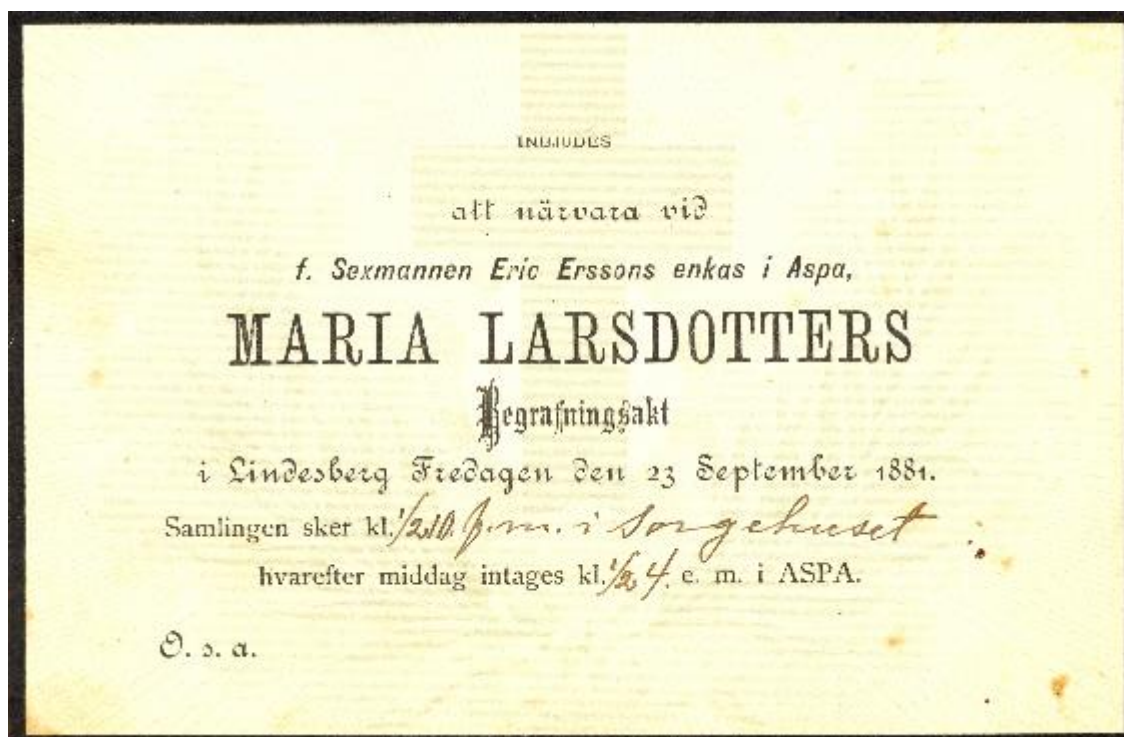 INBJUDES
att närvara vid
f. Sexmannen Eric Erssons enkas i Aspa,
MARIA LARSDOTTERS
Begrafningsakt
i Lindesberg Fredagen den 23 September 1881.
Samlingen sker kl. 1/2 10. f. m. i sorgehuset
hvarefter middag intages kl. 1/2 4. e. m. i ASPA.
O. s. a.